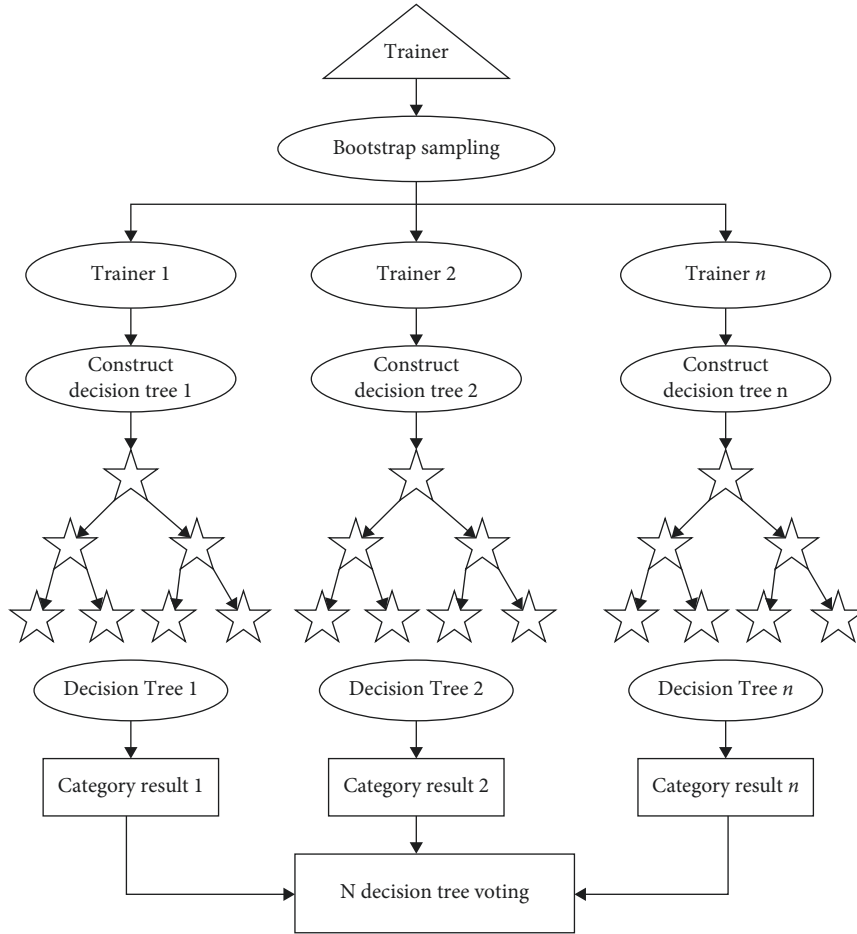 Trainer
Bootstrap sampling
Trainer 1
Trainer 2
Trainer n
Construct
decision tree 1
Construct
decision tree 2
Construct
decision tree n
Decision Tree 1
Decision Tree 2
Decision Tree n
Category result 1
Category result 2
Category result n
N decision tree voting